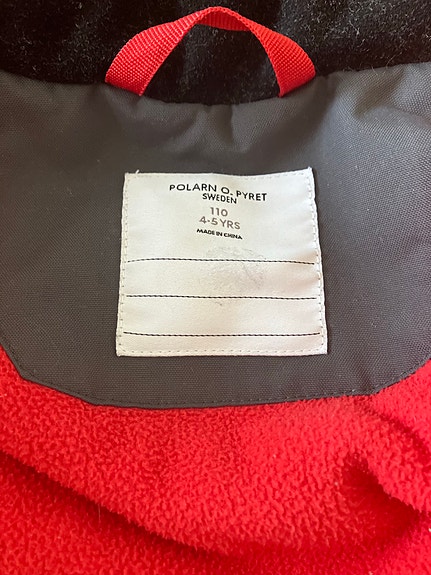 POLARN O. PYRET
SWEDEN
110
4-5 YRS
MADE IN CHINA